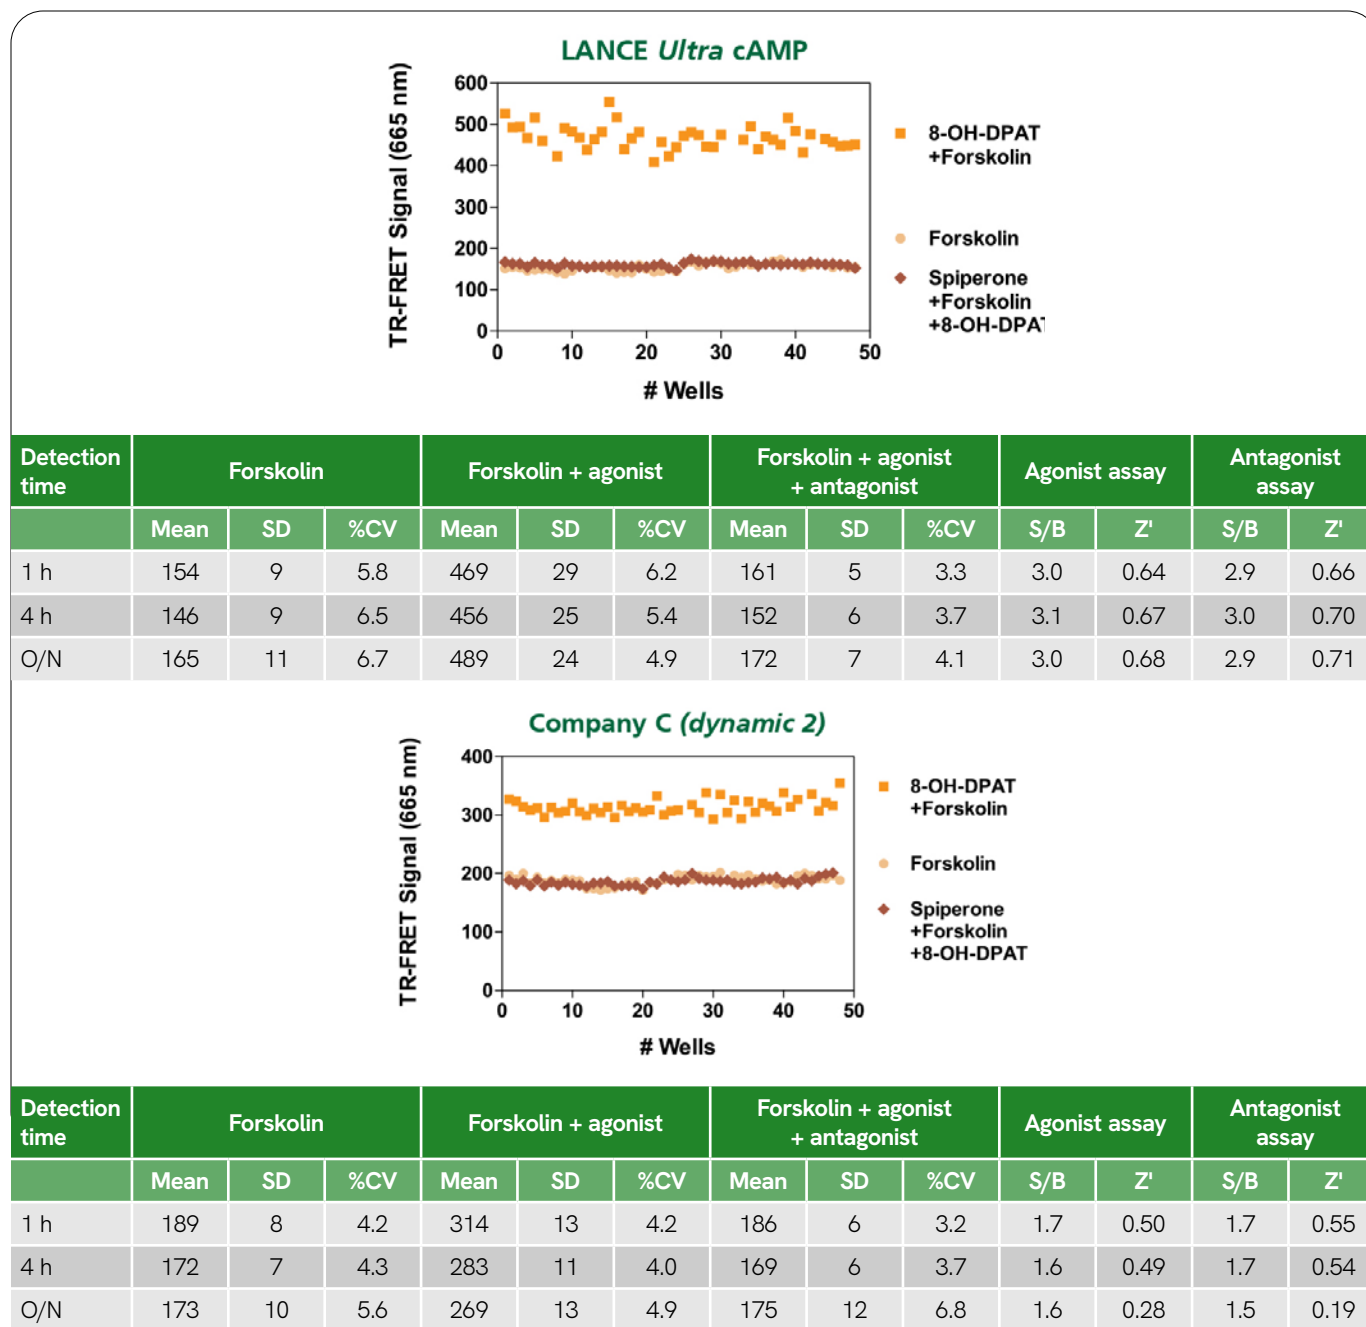 LANCE Ultra cAMP
TR-FRET Signal (665 nm)
600
500
400
300
200
100
0
0 10 20 30 40 50
# Wells
8-OH-DPAT
+Forskolin
Forskolin
Spiperone
+Forskolin
+8-OH-DPAT
Detection time Forskolin Forskolin + agonist Forskolin + agonist + antagonist Agonist assay Antagonist assay
Mean SD %CV Mean SD %CV Mean SD %CV S/B Z' S/B Z'
1 h 154 9 5.8 469 29 6.2 161 5 3.3 3.0 0.64 2.9 0.66
4 h 146 9 6.5 456 25 5.4 152 6 3.7 3.1 0.67 3.0 0.70
O/N 165 11 6.7 489 24 4.9 172 7 4.1 3.0 0.68 2.9 0.71
Company C (dynamic 2)
TR-FRET Signal (665 nm)
400
300
200
100
0
0 10 20 30 40 50
# Wells
8-OH-DPAT
+Forskolin
Forskolin
Spiperone
+Forskolin
+8-OH-DPAT
Detection time Forskolin Forskolin + agonist Forskolin + agonist + antagonist Agonist assay Antagonist assay
Mean SD %CV Mean SD %CV Mean SD %CV S/B Z' S/B Z'
1 h 189 8 4.2 314 13 4.2 186 6 3.2 1.7 0.50 1.7 0.55
4 h 172 7 4.3 283 11 4.0 169 6 3.7 1.6 0.49 1.7 0.54
O/N 173 10 5.6 269 13 4.9 175 12 6.8 1.6 0.28 1.5 0.19